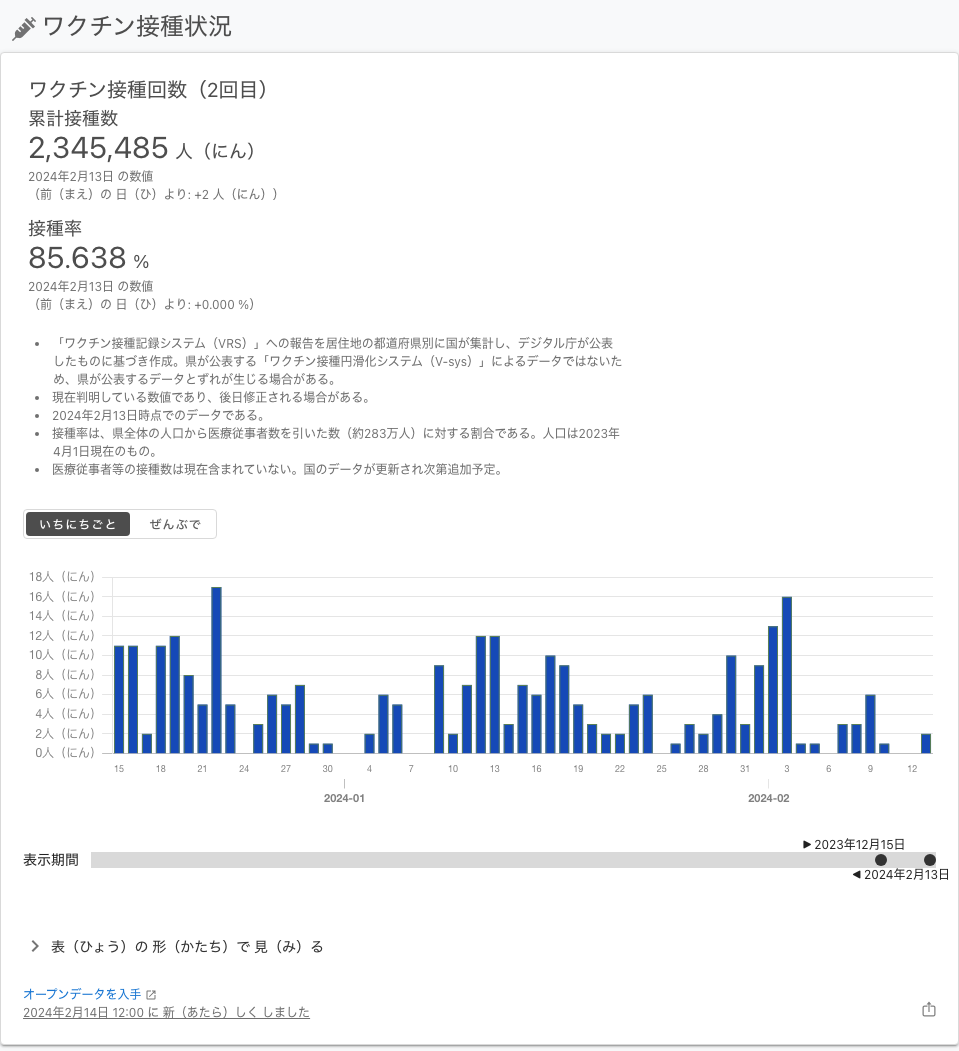 ワクチン接種状況
ワクチン接種回数（2回目）
累計接種数
2,345,485 人（にん）
2024年2月13日 の数値
（前（まえ）の 日（ひ）より: +2 人（にん））
接種率
85.638 %
2024年2月13日 の数値
（前（まえ）の 日（ひ）より: +0.000 %）
• 「ワクチン接種記録システム（VRS）」への報告を居住地の都道府県別に国が集計し、デジタル庁が公表
したものに基づき作成。県が公表する「ワクチン接種円滑化システム（V-sys）」によるデータではないた
め、県が公表するデータとずれが生じる場合がある。
• 現在判明している数値であり、後日修正される場合がある。
• 2024年2月13日時点でのデータである。
• 接種率は、県全体の人口から医療従事者数を引いた数（約283万人）に対する割合である。人口は2023年
4月1日現在のもの。
• 医療従事者等の接種数は現在含まれていない。国のデータが更新され次第追加予定。
いちにちごと ぜんぶで
18人（にん）
16人（にん）
14人（にん）
12人（にん）
10人（にん）
8人（にん）
6人（にん）
4人（にん）
2人（にん）
0人（にん）
15 18 21 24 27 30 4 7 10 13 16 19 22 25 28 31 3 6 9 12
2024-01 2024-02
▶ 2023年12月15日
表示期間
◀ 2024年2月13日
表（ひょう）の 形（かたち）で 見（み）る
オープンデータを入手
2024年2月14日 12:00 に 新（あたら）しく しました